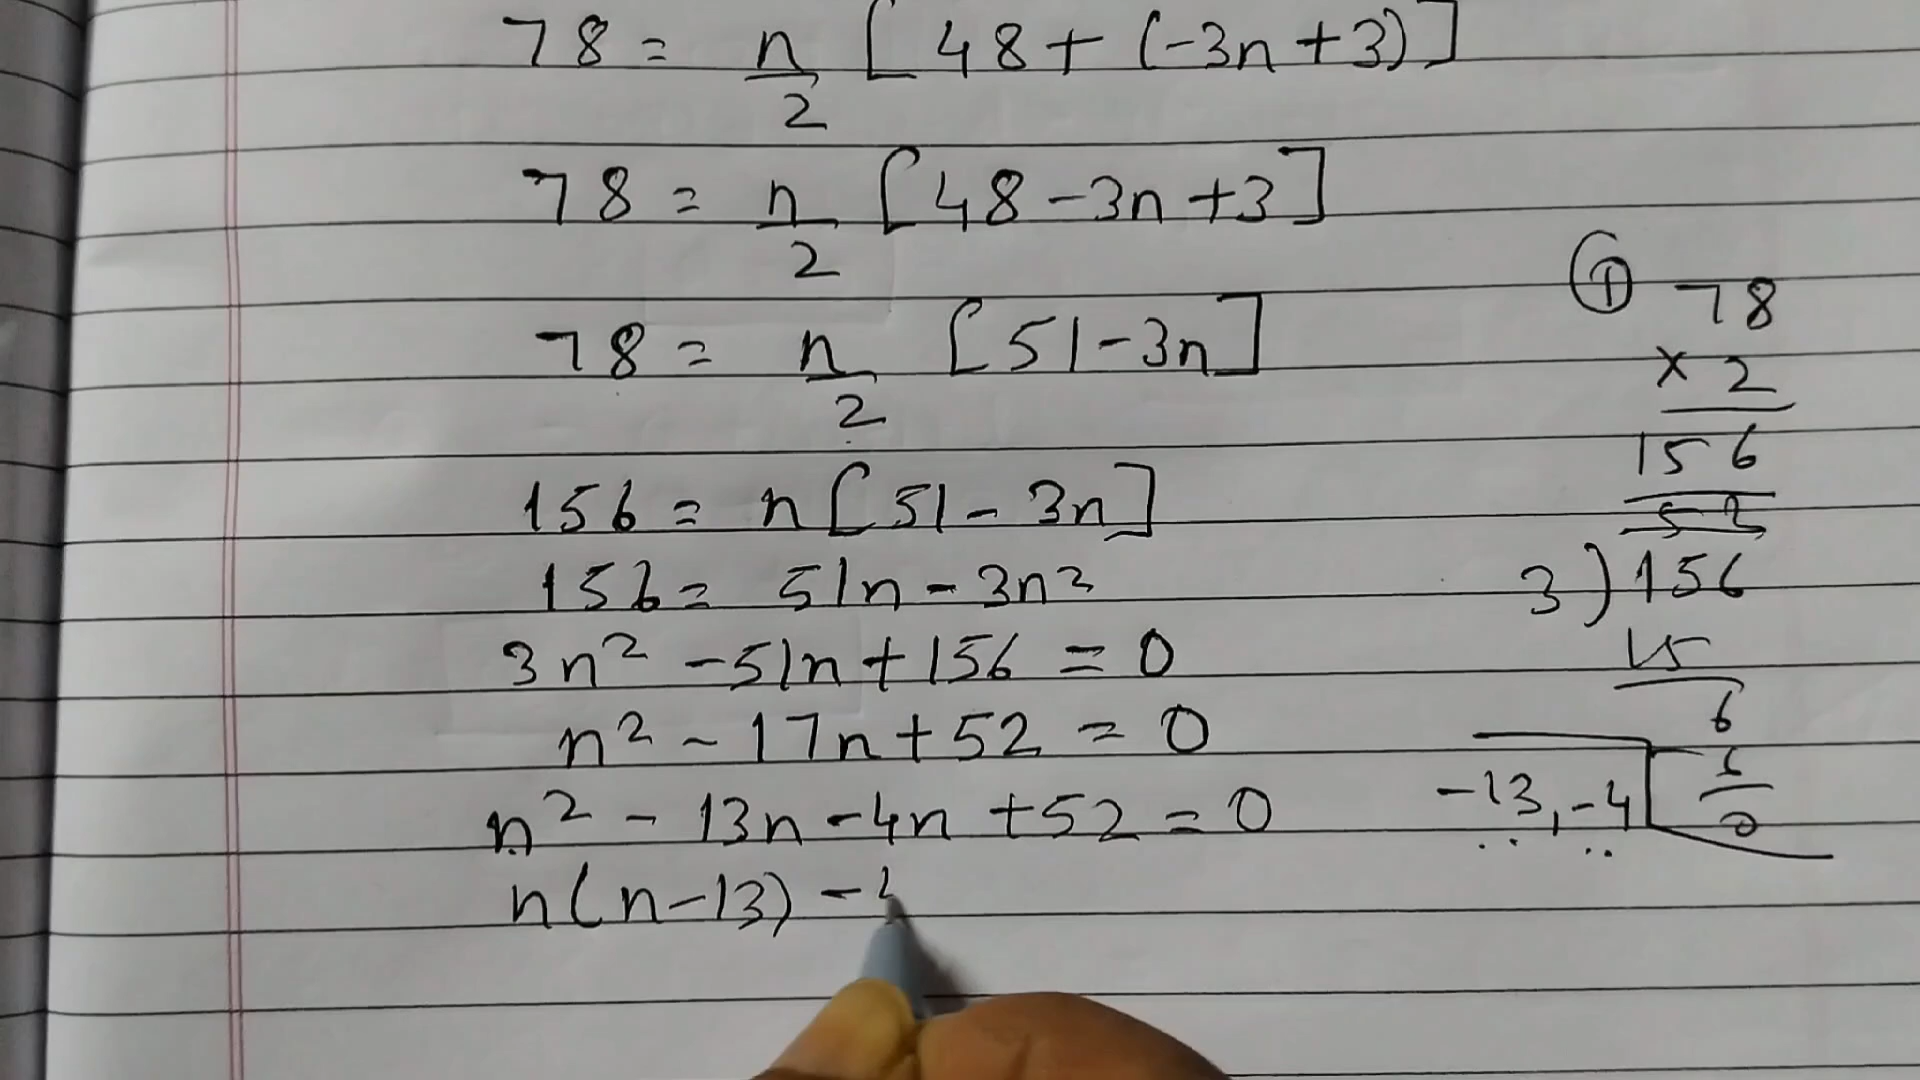 78 = n/2 [48 + (-3n + 3)]
78 = n/2 [48 - 3n + 3]
78 = n/2 [51 - 3n]
156 = n[51 - 3n]
156 = 51n - 3n²
3n² - 51n + 156 = 0
n² - 17n + 52 = 0
n² - 13n - 4n + 52 = 0
n(n - 13) - 4
① 78
× 2
156
52
3)156
15
6
6
0
-13, -4